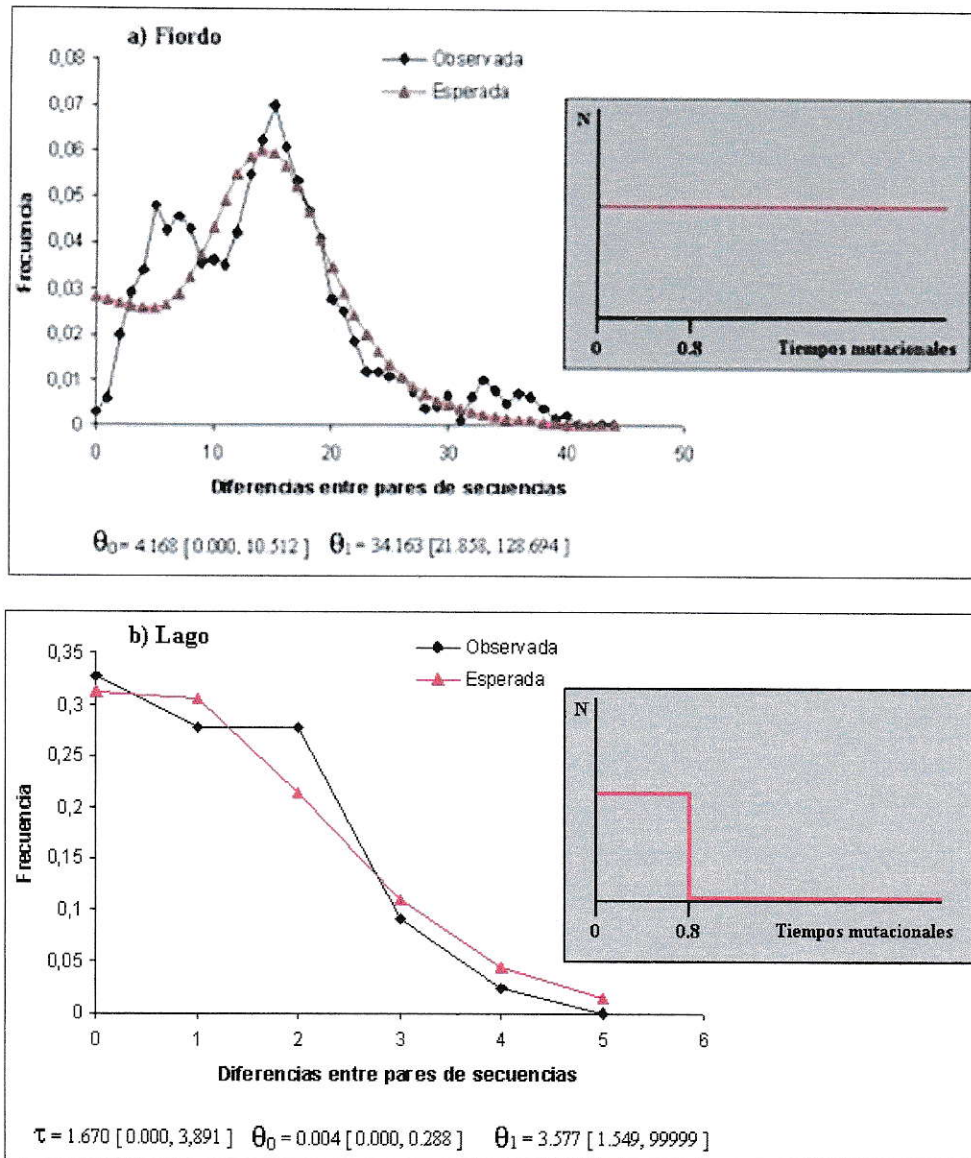 a) Fiordo
Observada
Esperada
0,08
0,07
0,06
0,05
0,04
0,03
0,02
0,01
0
Frecuencia
0 10 20 30 40 50
Diferencias entre pares de secuencias
N
0 0.8 Tiempos mutacionales
θ0 = 4.168 [ 0.000, 10.512 ] θ1 = 34.163 [21.858, 128.694 ]
b) Lago
Observada
Esperada
0,35
0,3
0,25
0,2
0,15
0,1
0,05
0
Frecuencia
0 1 2 3 4 5 6
Diferencias entre pares de secuencias
N
0 0.8 Tiempos mutacionales
τ = 1.670 [ 0.000, 3,891 ] θ0 = 0.004 [ 0.000, 0.288 ] θ1 = 3.577 [ 1.549, 99999 ]